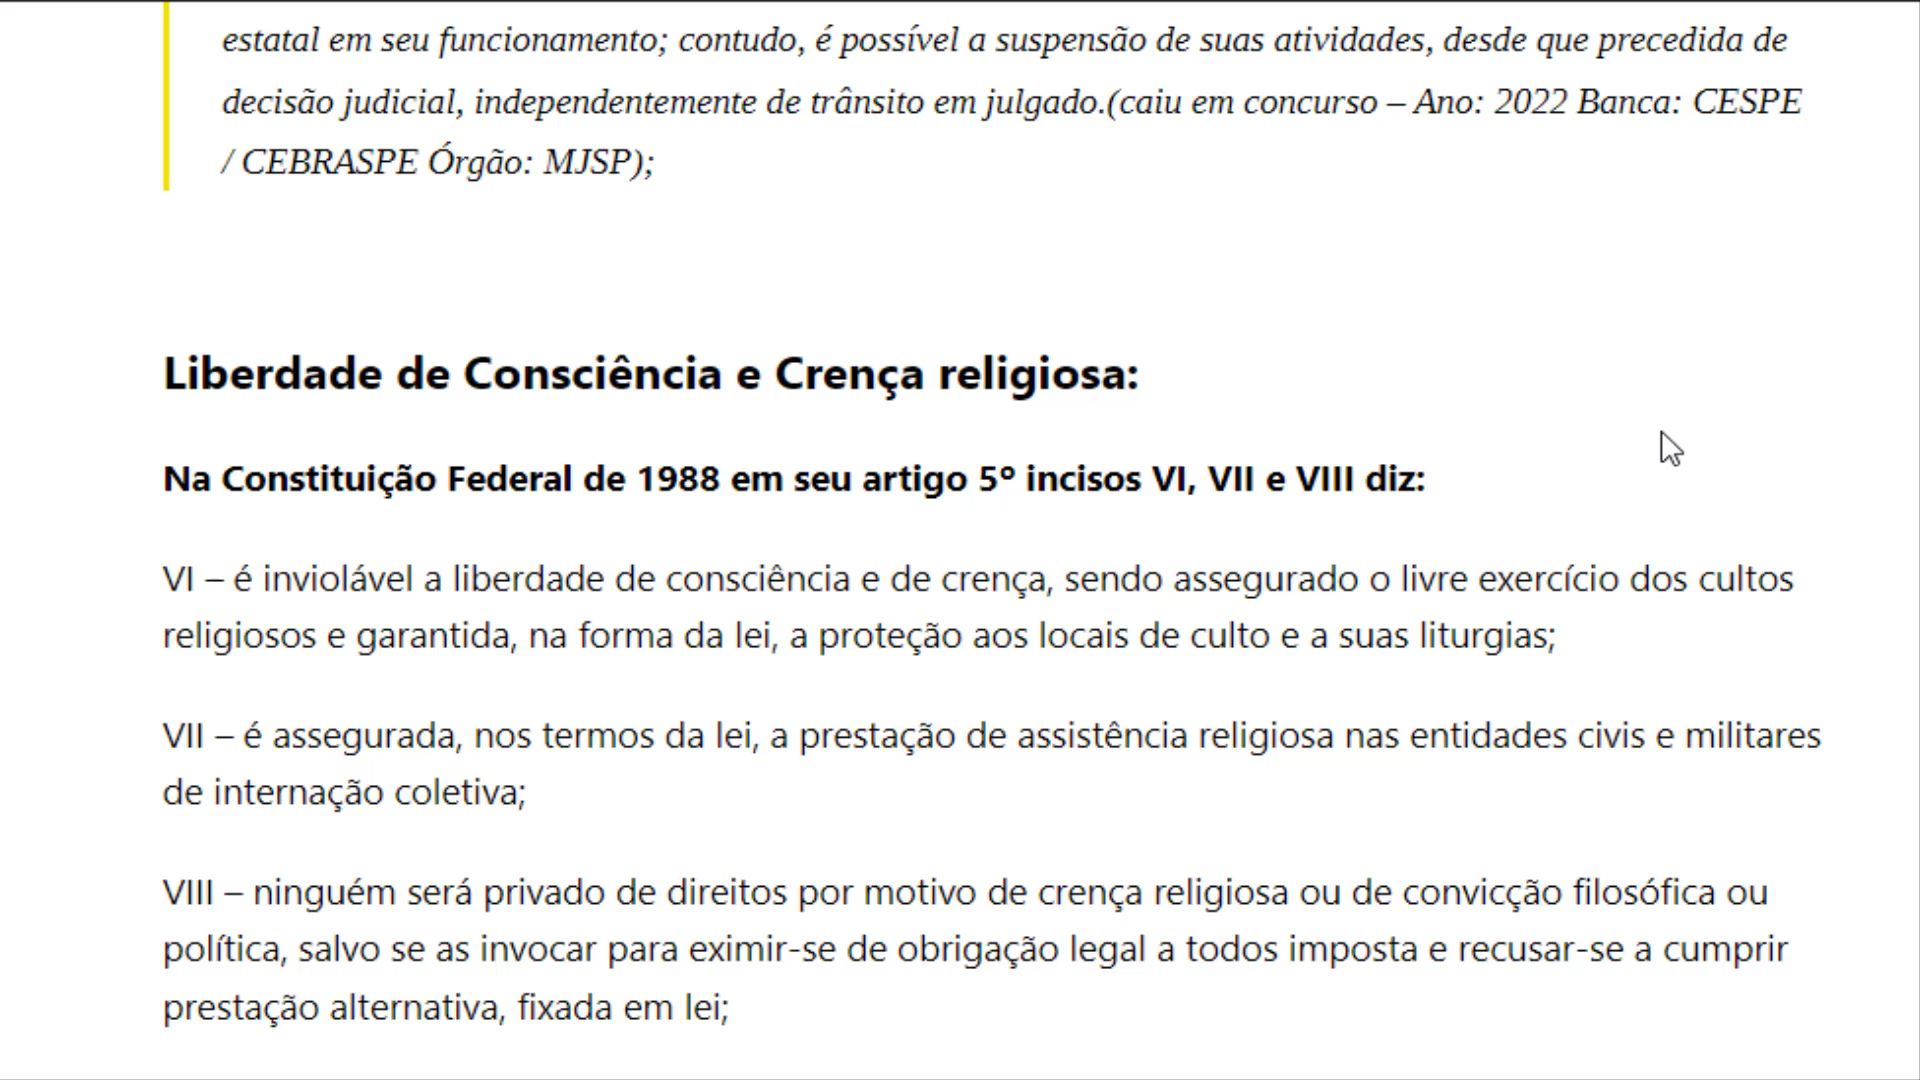 estatal em seu funcionamento; contudo, é possível a suspensão de suas atividades, desde que precedida de
decisão judicial, independentemente de trânsito em julgado.(caiu em concurso – Ano: 2022 Banca: CESPE
/ CEBRASPE Órgão: MJSP);
Liberdade de Consciência e Crença religiosa:
Na Constituição Federal de 1988 em seu artigo 5º incisos VI, VII e VIII diz:
VI – é inviolável a liberdade de consciência e de crença, sendo assegurado o livre exercício dos cultos
religiosos e garantida, na forma da lei, a proteção aos locais de culto e a suas liturgias;
VII – é assegurada, nos termos da lei, a prestação de assistência religiosa nas entidades civis e militares
de internação coletiva;
VIII – ninguém será privado de direitos por motivo de crença religiosa ou de convicção filosófica ou
política, salvo se as invocar para eximir-se de obrigação legal a todos imposta e recusar-se a cumprir
prestação alternativa, fixada em lei;